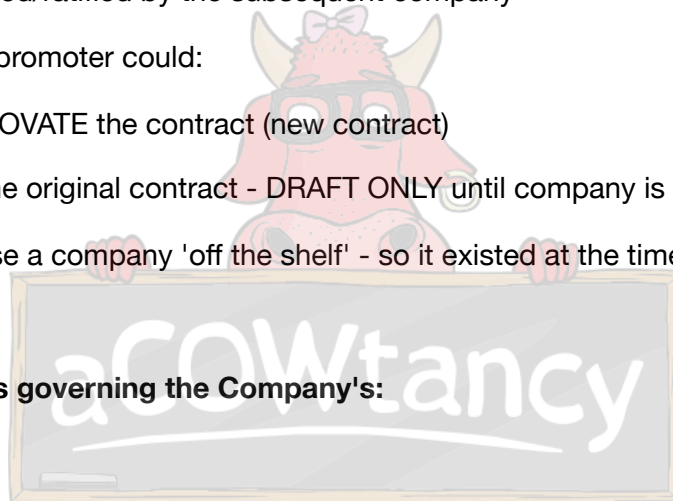 promoter could:
OVATE the contract (new contract)
original contract - DRAFT ONLY until company is
a company 'off the shelf' - so it existed at the time
governing the Company's:
aCOWtancy